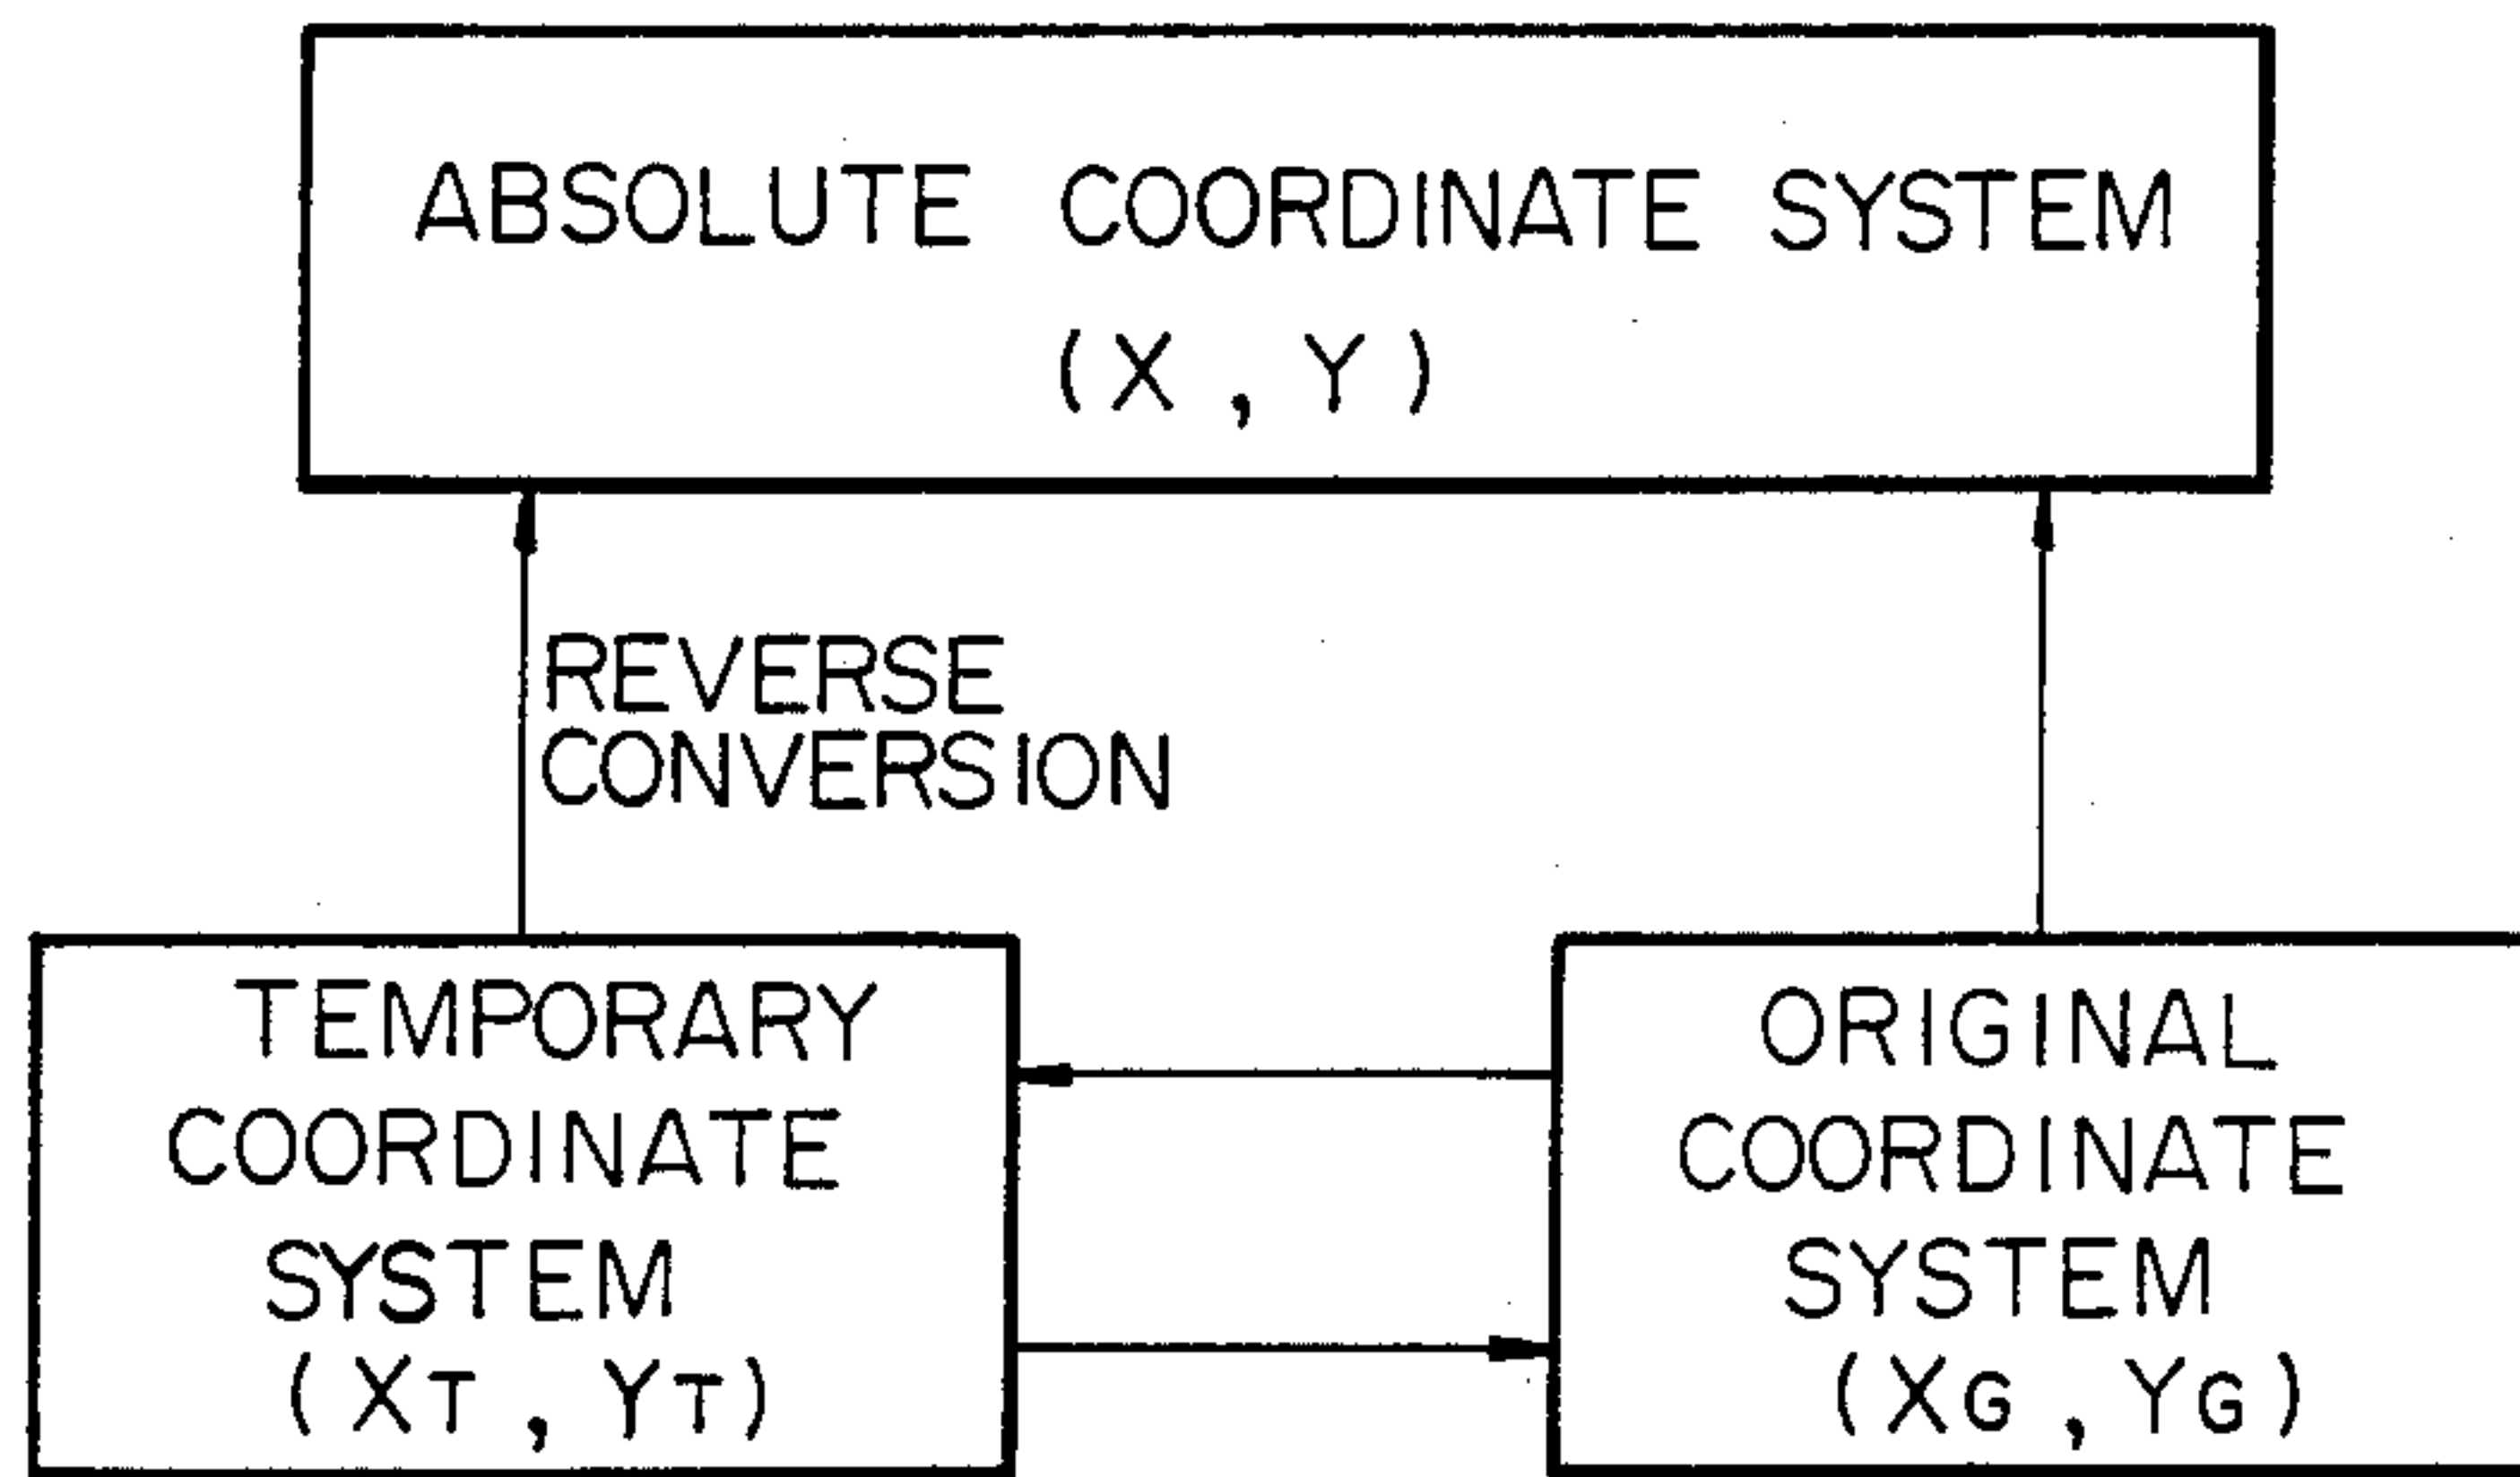 ABSOLUTE COORDINATE SYSTEM
(X, Y)
REVERSE
CONVERSION
TEMPORARY
COORDINATE
SYSTEM
(XT, YT)
ORIGINAL
COORDINATE
SYSTEM
(XG, YG)